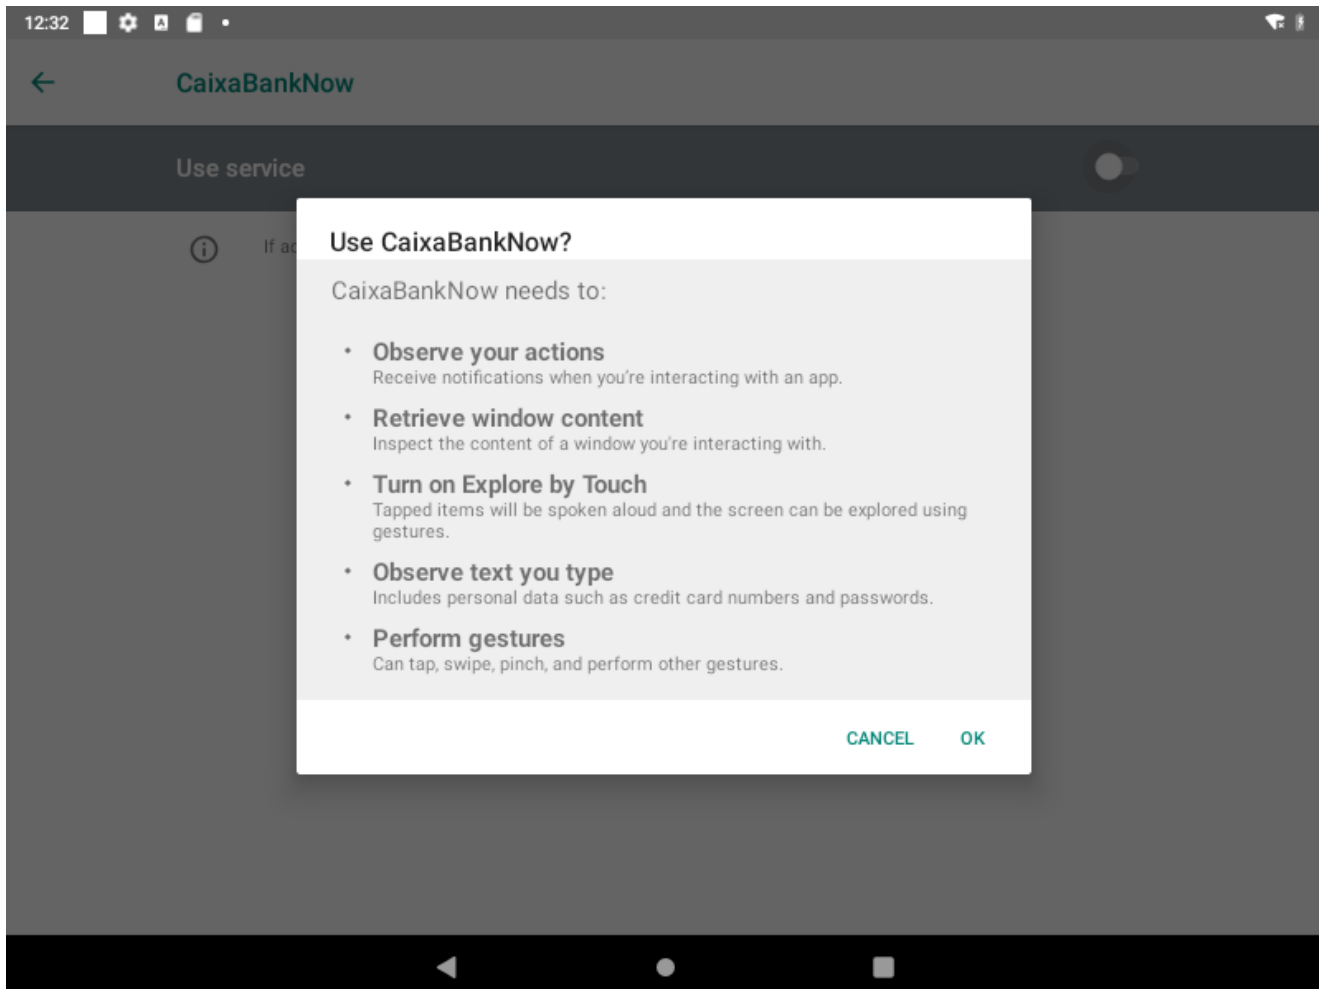 12:32
CaixaBankNow
Use service
If ac
Use CaixaBankNow?
CaixaBankNow needs to:
• Observe your actions
Receive notifications when you're interacting with an app.
• Retrieve window content
Inspect the content of a window you're interacting with.
• Turn on Explore by Touch
Tapped items will be spoken aloud and the screen can be explored using
gestures.
• Observe text you type
Includes personal data such as credit card numbers and passwords.
• Perform gestures
Can tap, swipe, pinch, and perform other gestures.
CANCEL OK